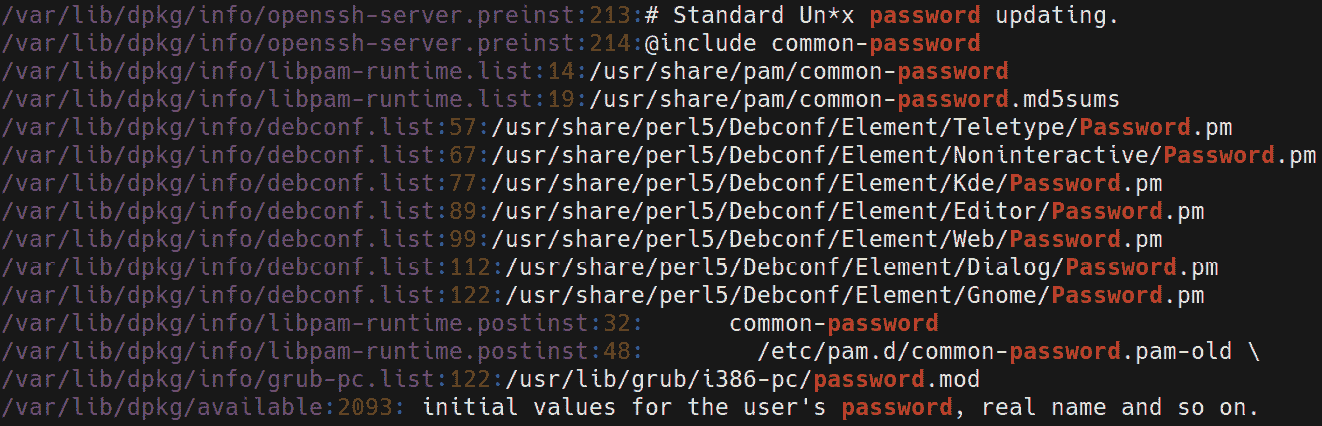 /var/lib/dpkg/info/openssh-server.preinst:213:# Standard Un*x password updating.
/var/lib/dpkg/info/openssh-server.preinst:214:@include common-password
/var/lib/dpkg/info/libpam-runtime.list:14:/usr/share/pam/common-password
/var/lib/dpkg/info/libpam-runtime.list:19:/usr/share/pam/common-password.md5sums
/var/lib/dpkg/info/debconf.list:57:/usr/share/perl5/Debconf/Element/Teletype/Password.pm
/var/lib/dpkg/info/debconf.list:67:/usr/share/perl5/Debconf/Element/Noninteractive/Password.pm
/var/lib/dpkg/info/debconf.list:77:/usr/share/perl5/Debconf/Element/Kde/Password.pm
/var/lib/dpkg/info/debconf.list:89:/usr/share/perl5/Debconf/Element/Editor/Password.pm
/var/lib/dpkg/info/debconf.list:99:/usr/share/perl5/Debconf/Element/Web/Password.pm
/var/lib/dpkg/info/debconf.list:112:/usr/share/perl5/Debconf/Element/Dialog/Password.pm
/var/lib/dpkg/info/debconf.list:122:/usr/share/perl5/Debconf/Element/Gnome/Password.pm
/var/lib/dpkg/info/libpam-runtime.postinst:32:      common-password
/var/lib/dpkg/info/libpam-runtime.postinst:48:        /etc/pam.d/common-password.pam-old \
/var/lib/dpkg/info/grub-pc.list:122:/usr/lib/grub/i386-pc/password.mod
/var/lib/dpkg/available:2093: initial values for the user's password, real name and so on.